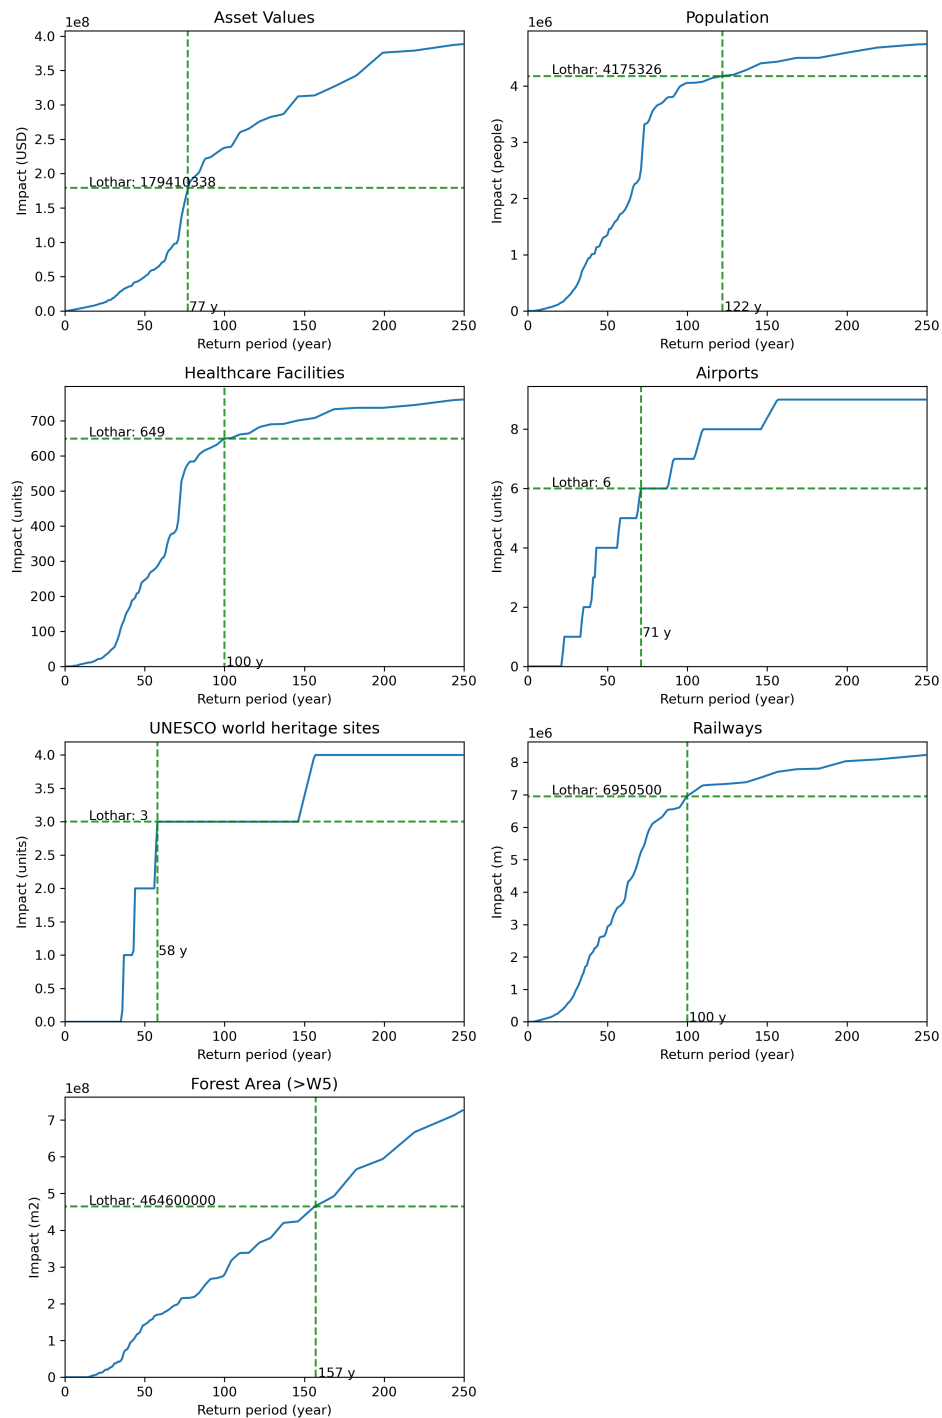 Asset Values
1e8
4.0
3.5
3.0
2.5
2.0
1.5
1.0
0.5
0.0
Impact (USD)
Lothar: 179410338
77 y
0 50 100 150 200 250
Return period (year)
Population
1e6
4
3
2
1
0
Impact (people)
Lothar: 4175326
122 y
0 50 100 150 200 250
Return period (year)
Healthcare Facilities
700
600
500
400
300
200
100
0
Impact (units)
Lothar: 649
100 y
0 50 100 150 200 250
Return period (year)
Airports
8
6
4
2
0
Impact (units)
Lothar: 6
71 y
0 50 100 150 200 250
Return period (year)
UNESCO world heritage sites
4.0
3.5
3.0
2.5
2.0
1.5
1.0
0.5
0.0
Impact (units)
Lothar: 3
58 y
0 50 100 150 200 250
Return period (year)
Railways
1e6
8
7
6
5
4
3
2
1
0
Impact (m)
Lothar: 6950500
100 y
0 50 100 150 200 250
Return period (year)
Forest Area (>W5)
1e8
7
6
5
4
3
2
1
0
Impact (m2)
Lothar: 464600000
157 y
0 50 100 150 200 250
Return period (year)